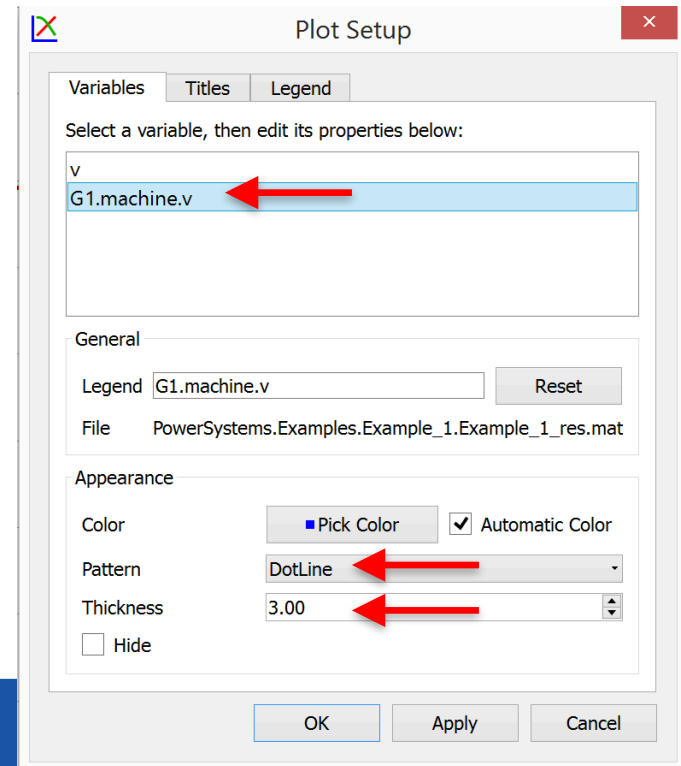 Plot Setup
Variables Titles Legend
Select a variable, then edit its properties below:
v
G1.machine.v
General
Legend G1.machine.v Reset
File PowerSystems.Examples.Example_1.Example_1_res.mat
Appearance
Color Pick Color Automatic Color
Pattern DotLine
Thickness 3.00
Hide
OK Apply Cancel